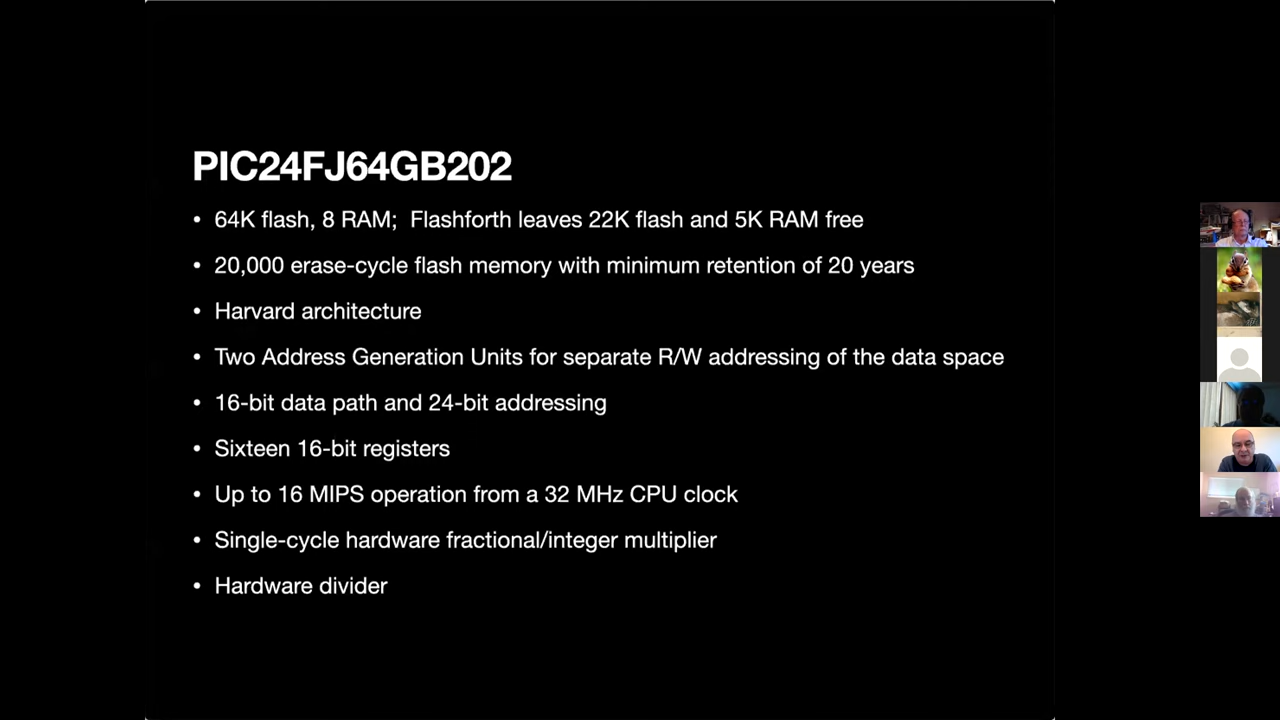 PIC24FJ64GB202
• 64K flash, 8 RAM;  Flashforth leaves 22K flash and 5K RAM free
• 20,000 erase-cycle flash memory with minimum retention of 20 years
• Harvard architecture
• Two Address Generation Units for separate R/W addressing of the data space
• 16-bit data path and 24-bit addressing
• Sixteen 16-bit registers
• Up to 16 MIPS operation from a 32 MHz CPU clock
• Single-cycle hardware fractional/integer multiplier
• Hardware divider